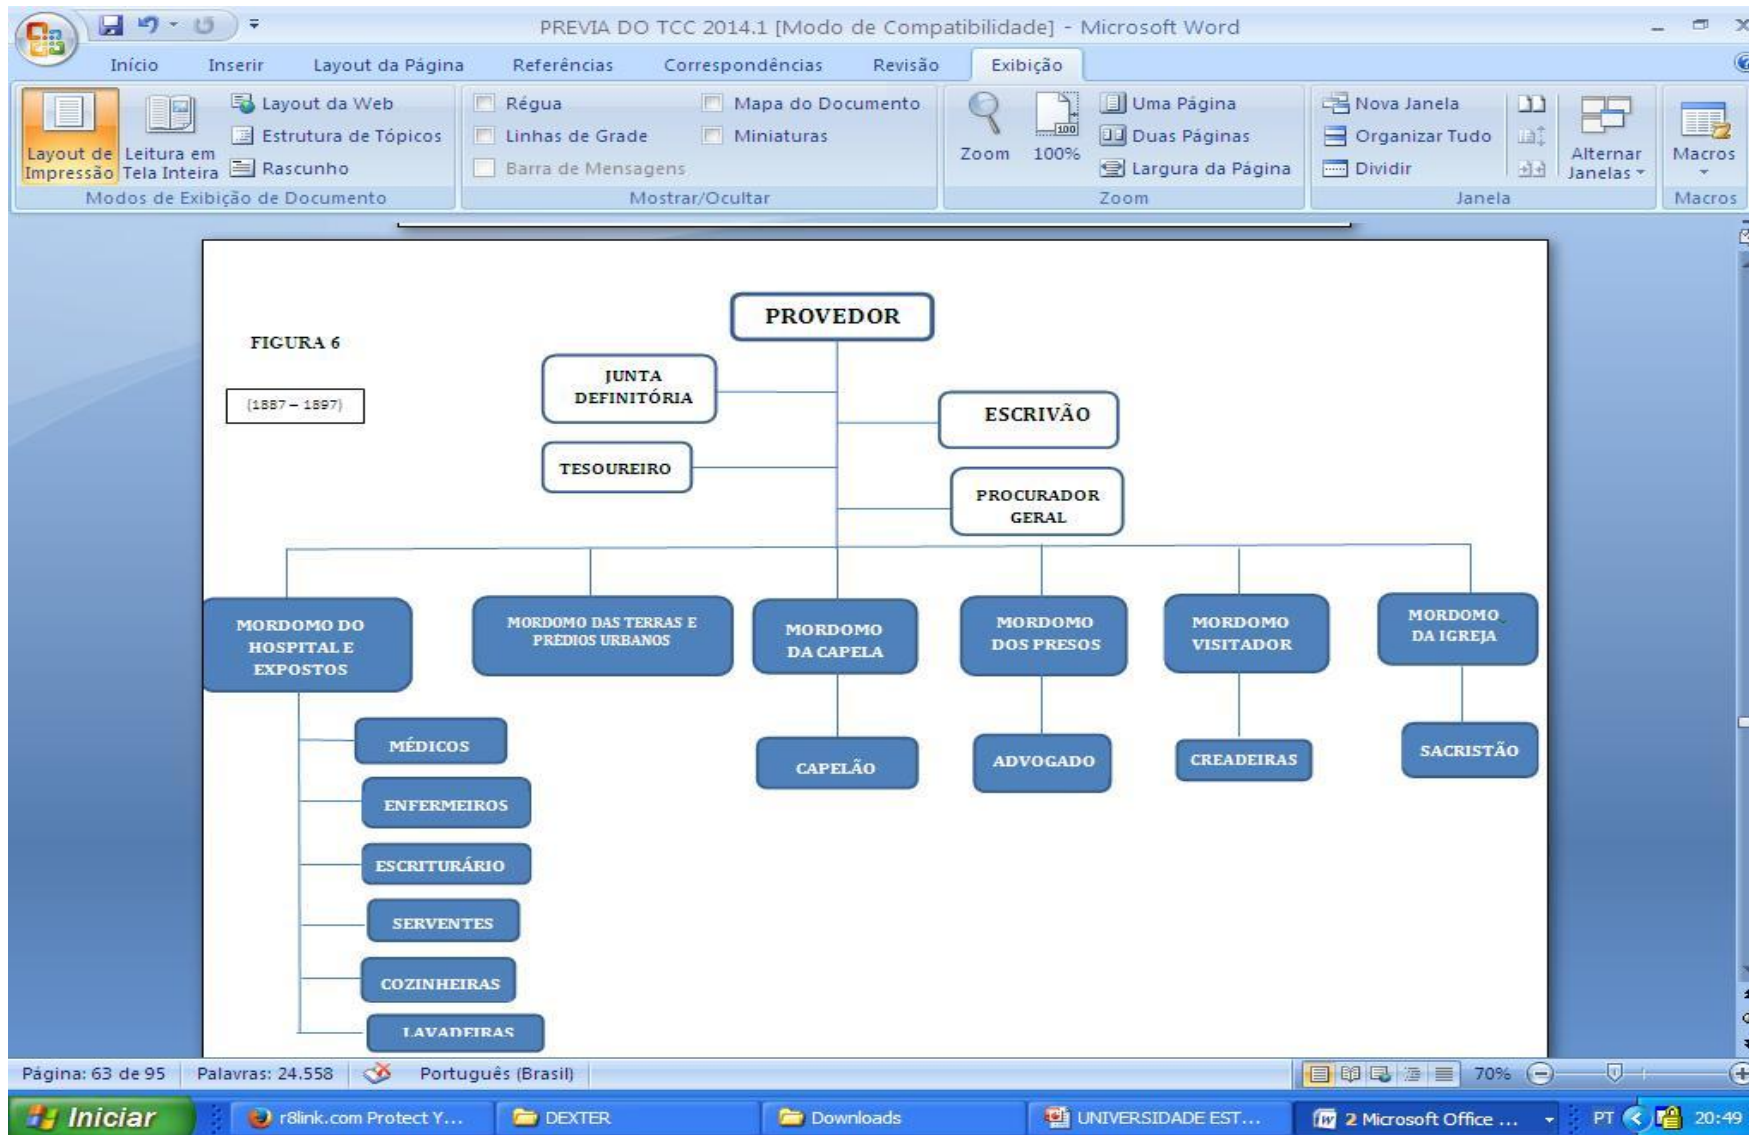 PREVIA DO TCC 2014.1 [Modo de Compatibilidade] - Microsoft Word
Início Inserir Layout da Página Referências Correspondências Revisão Exibição
Layout de Impressão
Leitura em Tela Inteira
Layout da Web
Estrutura de Tópicos
Rascunho
Modos de Exibição de Documento
Régua
Linhas de Grade
Barra de Mensagens
Mapa do Documento
Miniaturas
Mostrar/Ocultar
Zoom
100
100%
Uma Página
Duas Páginas
Largura da Página
Zoom
Nova Janela
Organizar Tudo
Dividir
Alternar
Janelas
Janela
Macros
Macros
PROVEDOR
FIGURA 6
(1887 – 1897)
JUNTA
DEFINITÓRIA
ESCRIVÃO
TESOUREIRO
PROCURADOR
GERAL
MORDOMO DO
HOSPITAL E
EXPOSTOS
MORDOMO DAS TERRAS E
PRÉDIOS URBANOS
MORDOMO
DA CAPELA
MORDOMO
DOS PRESOS
MORDOMO
VISITADOR
MORDOMO
DA IGREJA
MÉDICOS
ENFERMEIROS
ESCRITURÁRIO
SERVENTES
COZINHEIRAS
LAVADEIRAS
CAPELÃO
ADVOGADO
CREADEIRAS
SACRISTÃO
Página: 63 de 95 Palavras: 24.558 Português (Brasil) 70%
Iniciar r8link.com Protect Y... DEXTER Downloads UNIVERSIDADE EST... 2 Microsoft Office ... PT 20:49